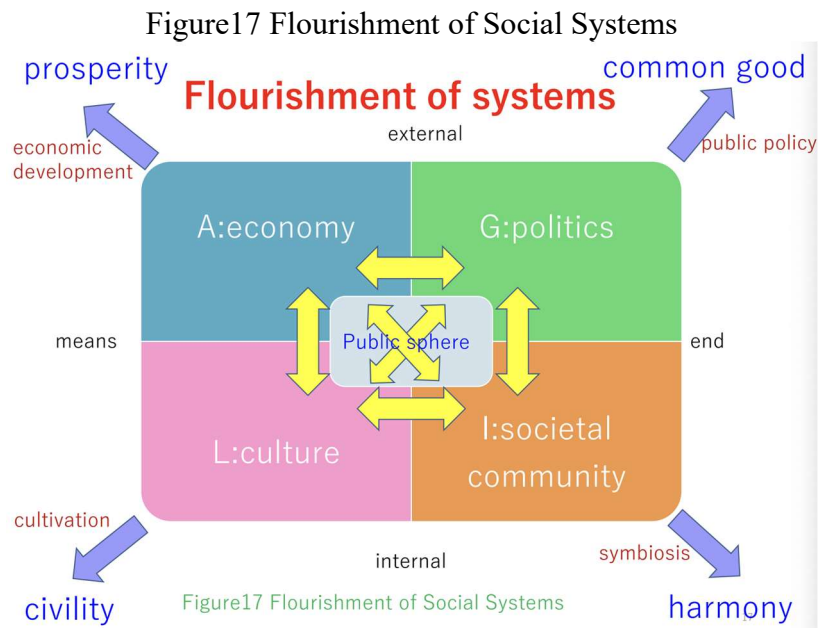 Figure17 Flourishment of Social Systems
prosperity
common good
Flourishment of systems
external
economic
development
public policy
A:economy
G:politics
means
Public sphere
end
L:culture
I:societal
community
cultivation
symbiosis
internal
civility
Figure17 Flourishment of Social Systems
harmony